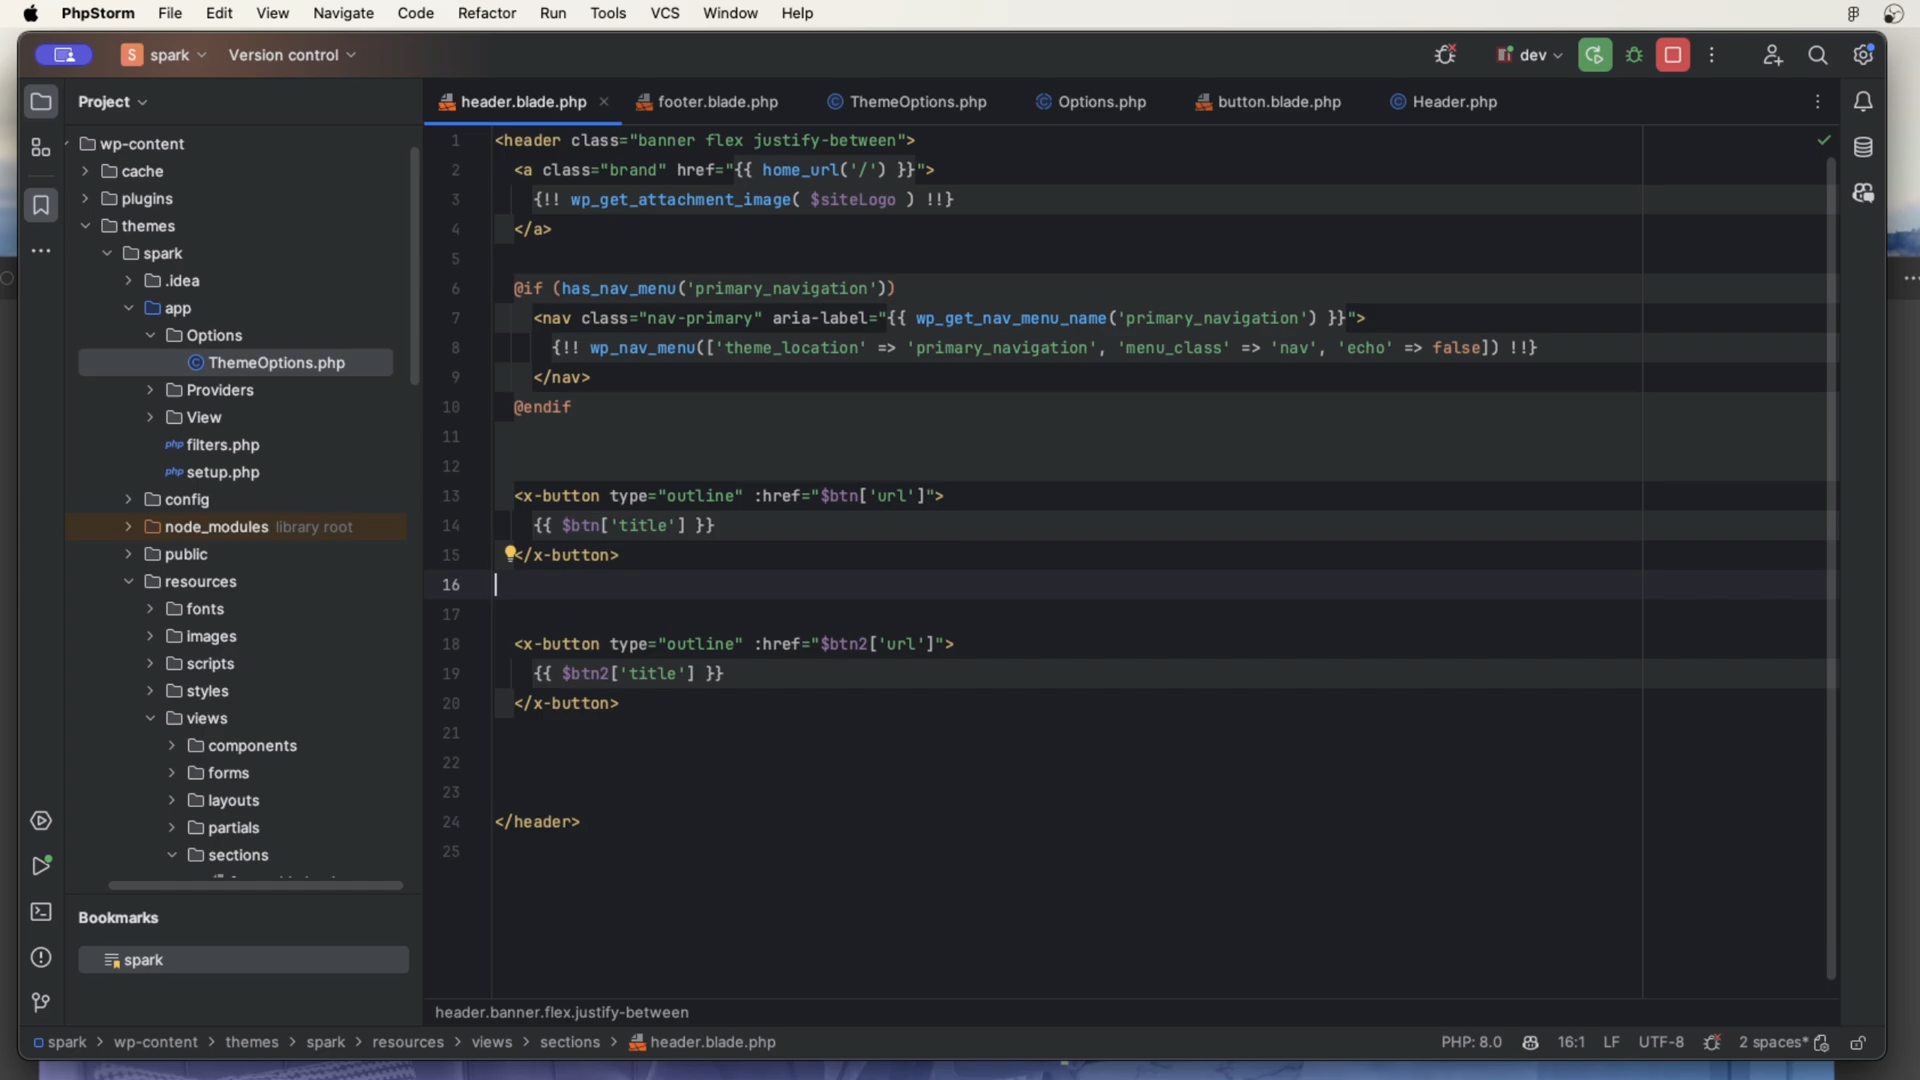 PhpStorm File Edit View Navigate Code Refactor Run Tools VCS Window Help
S spark Version control dev
Project
header.blade.php footer.blade.php ThemeOptions.php Options.php button.blade.php Header.php
wp-content
cache
plugins
themes
spark
.idea
app
Options
ThemeOptions.php
Providers
View
php filters.php
php setup.php
config
node_modules library root
public
resources
fonts
images
scripts
styles
views
components
forms
layouts
partials
sections
Bookmarks
spark
1 <header class="banner flex justify-between">
2 <a class="brand" href="{{ home_url('/') }}">
3 {!! wp_get_attachment_image( $siteLogo ) !!}
4 </a>
5
6 @if (has_nav_menu('primary_navigation'))
7 <nav class="nav-primary" aria-label="{{ wp_get_nav_menu_name('primary_navigation') }}">
8 {!! wp_nav_menu(['theme_location' => 'primary_navigation', 'menu_class' => 'nav', 'echo' => false]) !!}
9 </nav>
10 @endif
11
12
13 <x-button type="outline" :href="$btn['url']">
14 {{ $btn['title'] }}
15 </x-button>
16
17
18 <x-button type="outline" :href="$btn2['url']">
19 {{ $btn2['title'] }}
20 </x-button>
21
22
23
24 </header>
25
header.banner.flex.justify-between
spark > wp-content > themes > spark > resources > views > sections > header.blade.php PHP: 8.0 16:1 LF UTF-8 2 spaces*